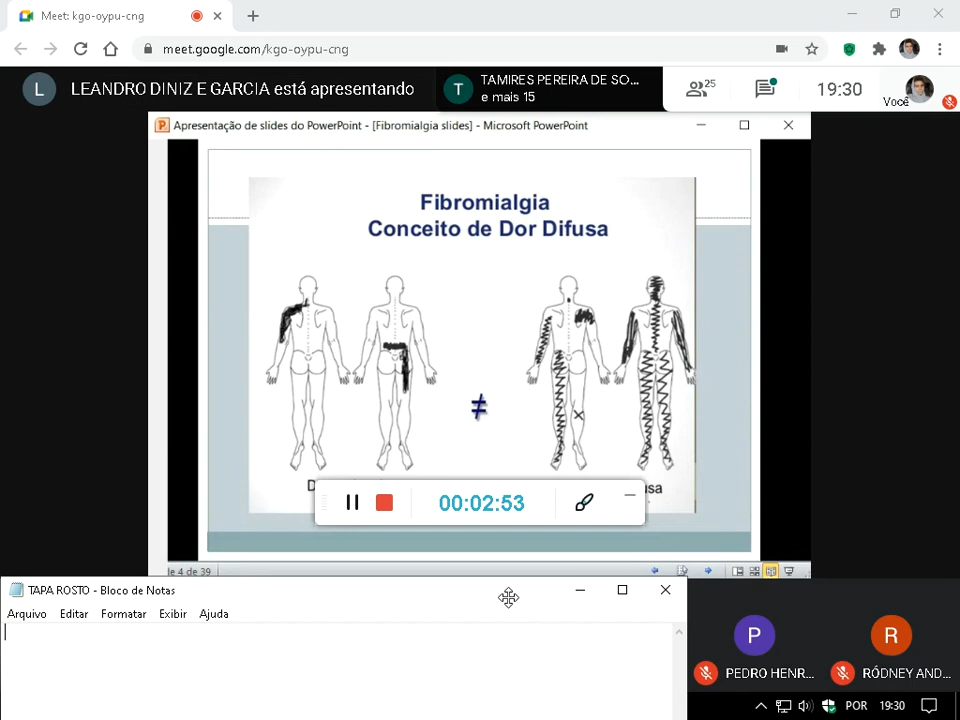 Meet: kgo-oypu-cng
meet.google.com/kgo-oypu-cng
L
LEANDRO DINIZ E GARCIA está apresentando
T
TAMIRES PEREIRA DE SO...
e mais 15
25
19:30
Você
Apresentação de slides do PowerPoint - [Fibromialgia slides] - Microsoft PowerPoint
Fibromialgia
Conceito de Dor Difusa
≠
X
00:02:53
usa
de 4 de 39
TAPA ROSTO - Bloco de Notas
Arquivo Editar Formatar Exibir Ajuda
P
R
PEDRO HENR...
RÓDNEY AND...
POR 19:30